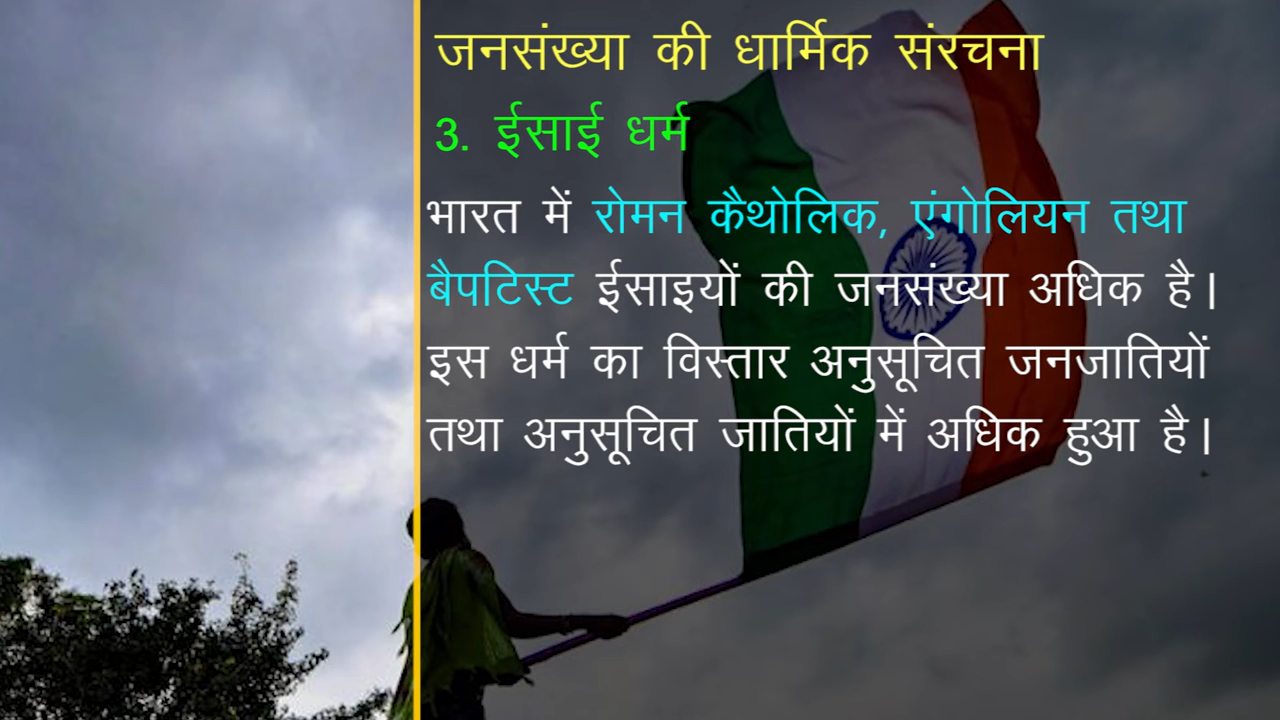 जनसंख्या की धार्मिक संरचना
3. ईसाई धर्म
भारत में रोमन कैथोलिक, एंगोलियन तथा
बैपटिस्ट ईसाइयों की जनसंख्या अधिक है।
इस धर्म का विस्तार अनुसूचित जनजातियों
तथा अनुसूचित जातियों में अधिक हुआ है।